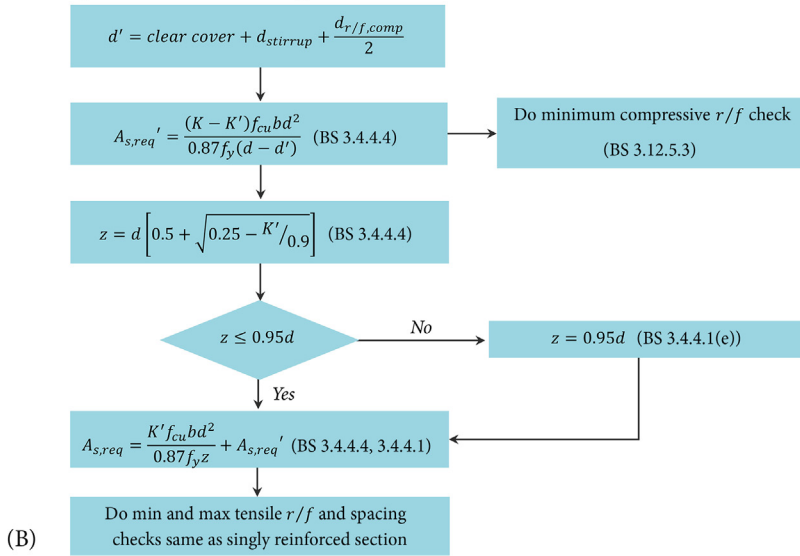 d′ = clear cover + d_stirrup + d_r/f,comp / 2
A_s,req′ = (K − K′)f_cu bd² / 0.87f_y(d − d′) (BS 3.4.4.4)
Do minimum compressive r/f check
(BS 3.12.5.3)
z = d [0.5 + √(0.25 − K′/0.9)] (BS 3.4.4.4)
z ≤ 0.95d
No
z = 0.95d (BS 3.4.4.1(e))
Yes
A_s,req = K′f_cu bd² / 0.87f_y z + A_s,req′ (BS 3.4.4.4, 3.4.4.1)
Do min and max tensile r/f and spacing
checks same as singly reinforced section
(B)